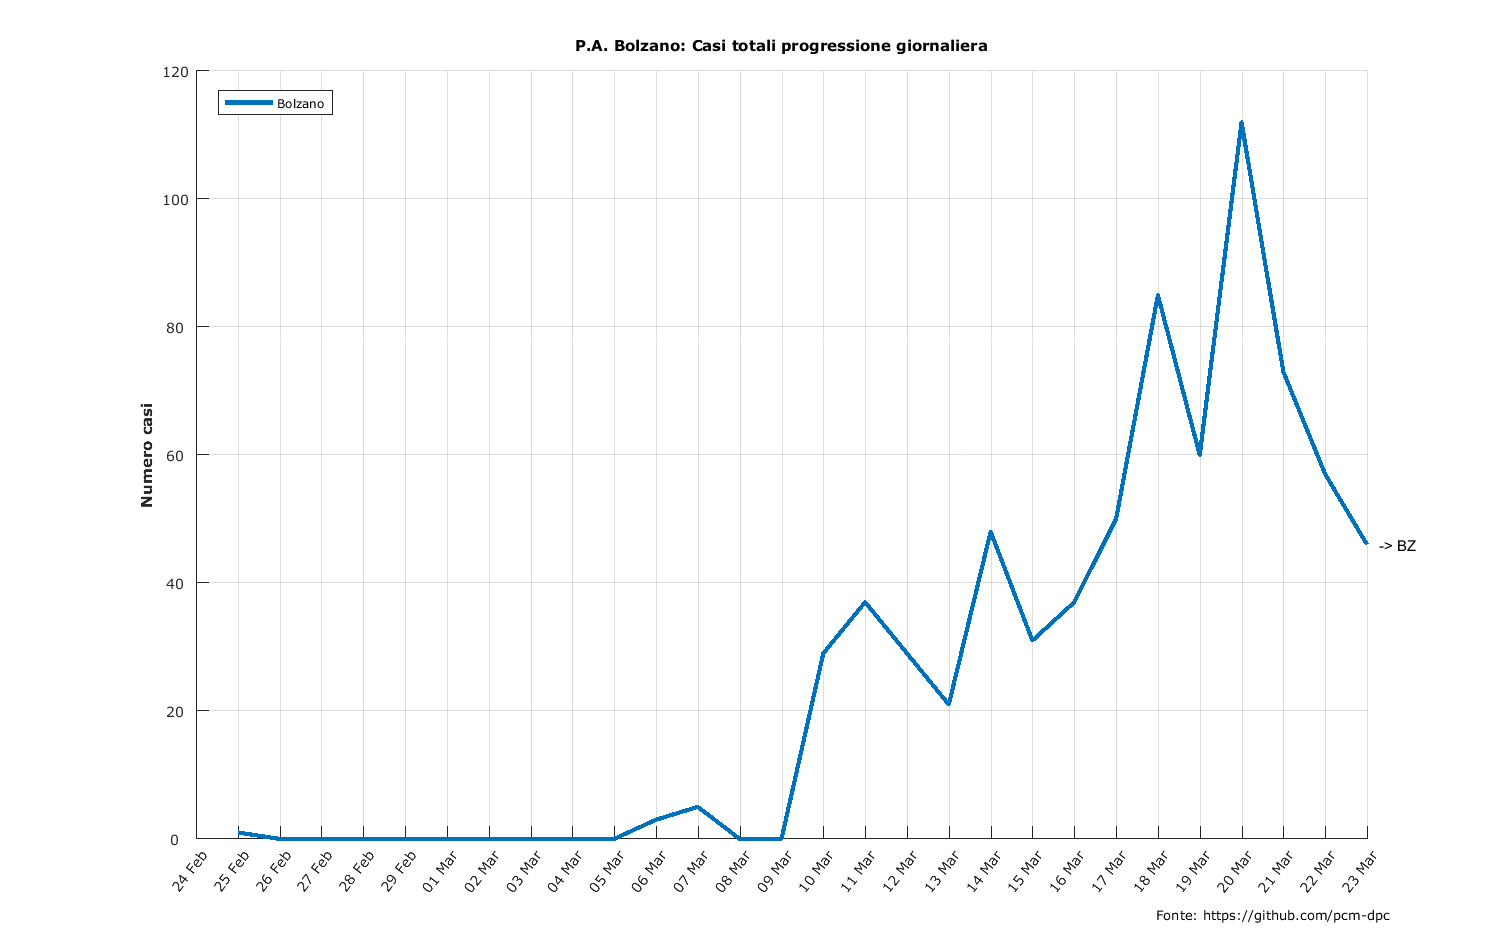 P.A. Bolzano: Casi totali progressione giornaliera
120
Bolzano
100
80
60
40
20
0
Numero casi
-> BZ
24 Feb
25 Feb
26 Feb
27 Feb
28 Feb
29 Feb
01 Mar
02 Mar
03 Mar
04 Mar
05 Mar
06 Mar
07 Mar
08 Mar
09 Mar
10 Mar
11 Mar
12 Mar
13 Mar
14 Mar
15 Mar
16 Mar
17 Mar
18 Mar
19 Mar
20 Mar
21 Mar
22 Mar
23 Mar
Fonte: https://github.com/pcm-dpc